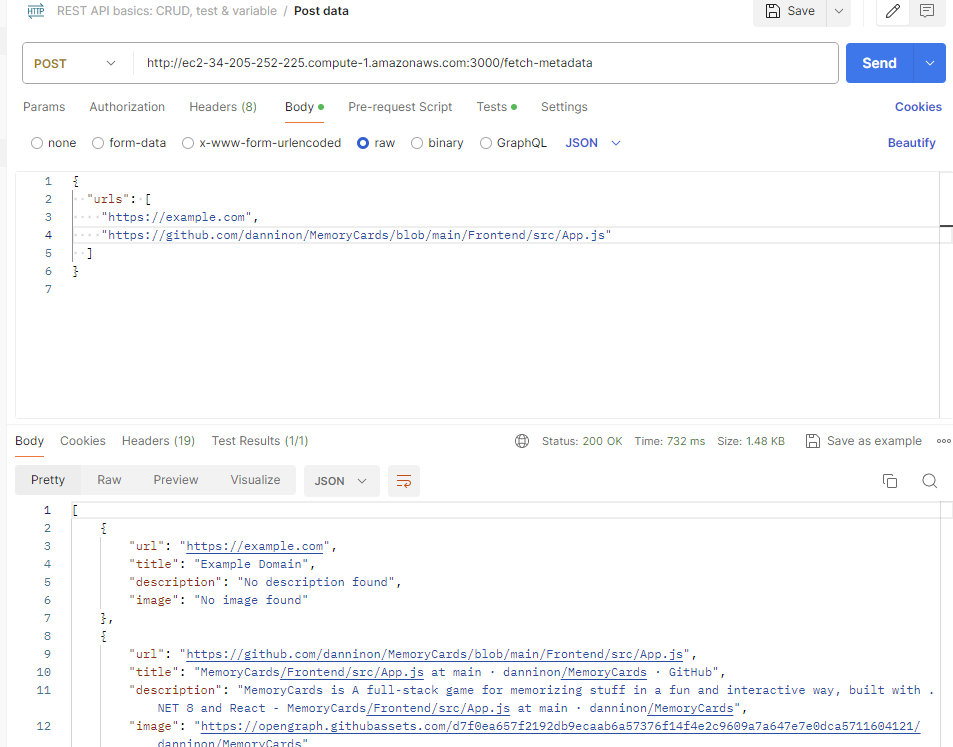 HTTP REST API basics: CRUD, test & variable / Post data Save
POST http://ec2-34-205-252-225.compute-1.amazonaws.com:3000/fetch-metadata Send
Params Authorization Headers (8) Body Pre-request Script Tests Settings Cookies
none form-data x-www-form-urlencoded raw binary GraphQL JSON Beautify
1 {
2 "urls": [
3 "https://example.com",
4 "https://github.com/danninon/MemoryCards/blob/main/Frontend/src/App.js"
5 ]
6 }
7
Body Cookies Headers (19) Test Results (1/1) Status: 200 OK Time: 732 ms Size: 1.48 KB Save as example
Pretty Raw Preview Visualize JSON
1 [
2 {
3 "url": "https://example.com",
4 "title": "Example Domain",
5 "description": "No description found",
6 "image": "No image found"
7 },
8 {
9 "url": "https://github.com/danninon/MemoryCards/blob/main/Frontend/src/App.js",
10 "title": "MemoryCards/Frontend/src/App.js at main · danninon/MemoryCards · GitHub",
11 "description": "MemoryCards is A full-stack game for memorizing stuff in a fun and interactive way, built with .
NET 8 and React - MemoryCards/Frontend/src/App.js at main · danninon/MemoryCards",
12 "image": "https://opengraph.githubassets.com/d7f0ea657f2192db9ecaab6a57376f14f4e2c9609a7a647e7e0dca5711604121/
danninon/MemoryCards"